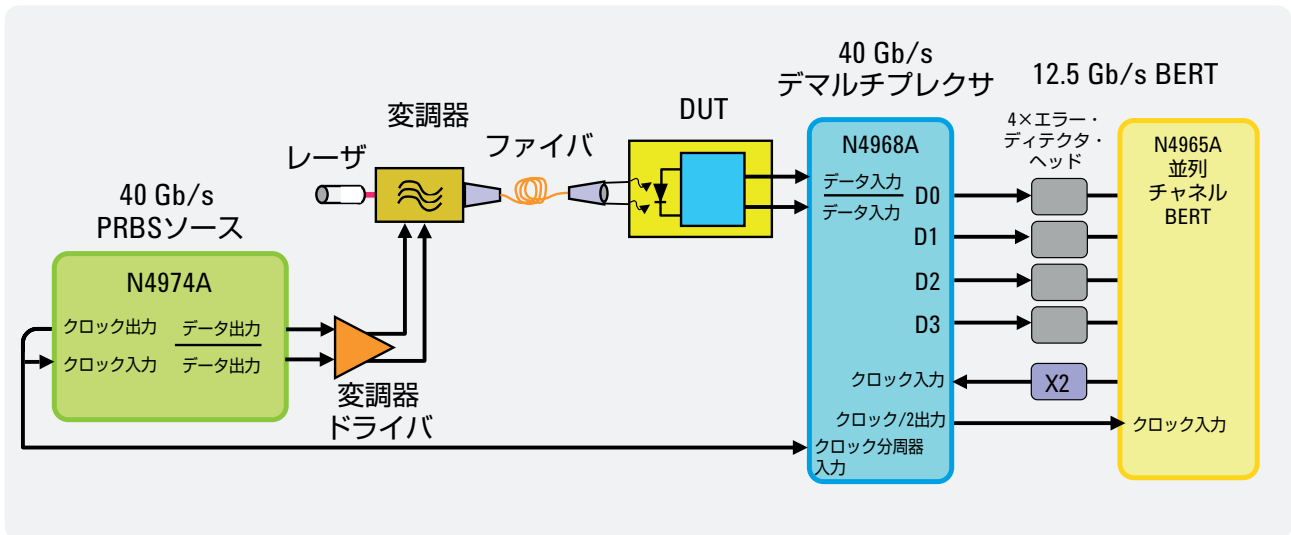 40 Gb/s
デマルチプレクサ
12.5 Gb/s BERT
変調器
DUT
4×エラー・
ディテクタ・
ヘッド
レーザ
ファイバ
N4968A
N4965A
並列
チャネル
BERT
40 Gb/s
PRBSソース
データ入力
データ入力
D0
D1
D2
D3
N4974A
クロック出力
データ出力
クロック入力
データ出力
変調器
ドライバ
クロック入力
X2
クロック/2出力
クロック入力
クロック分周器
入力